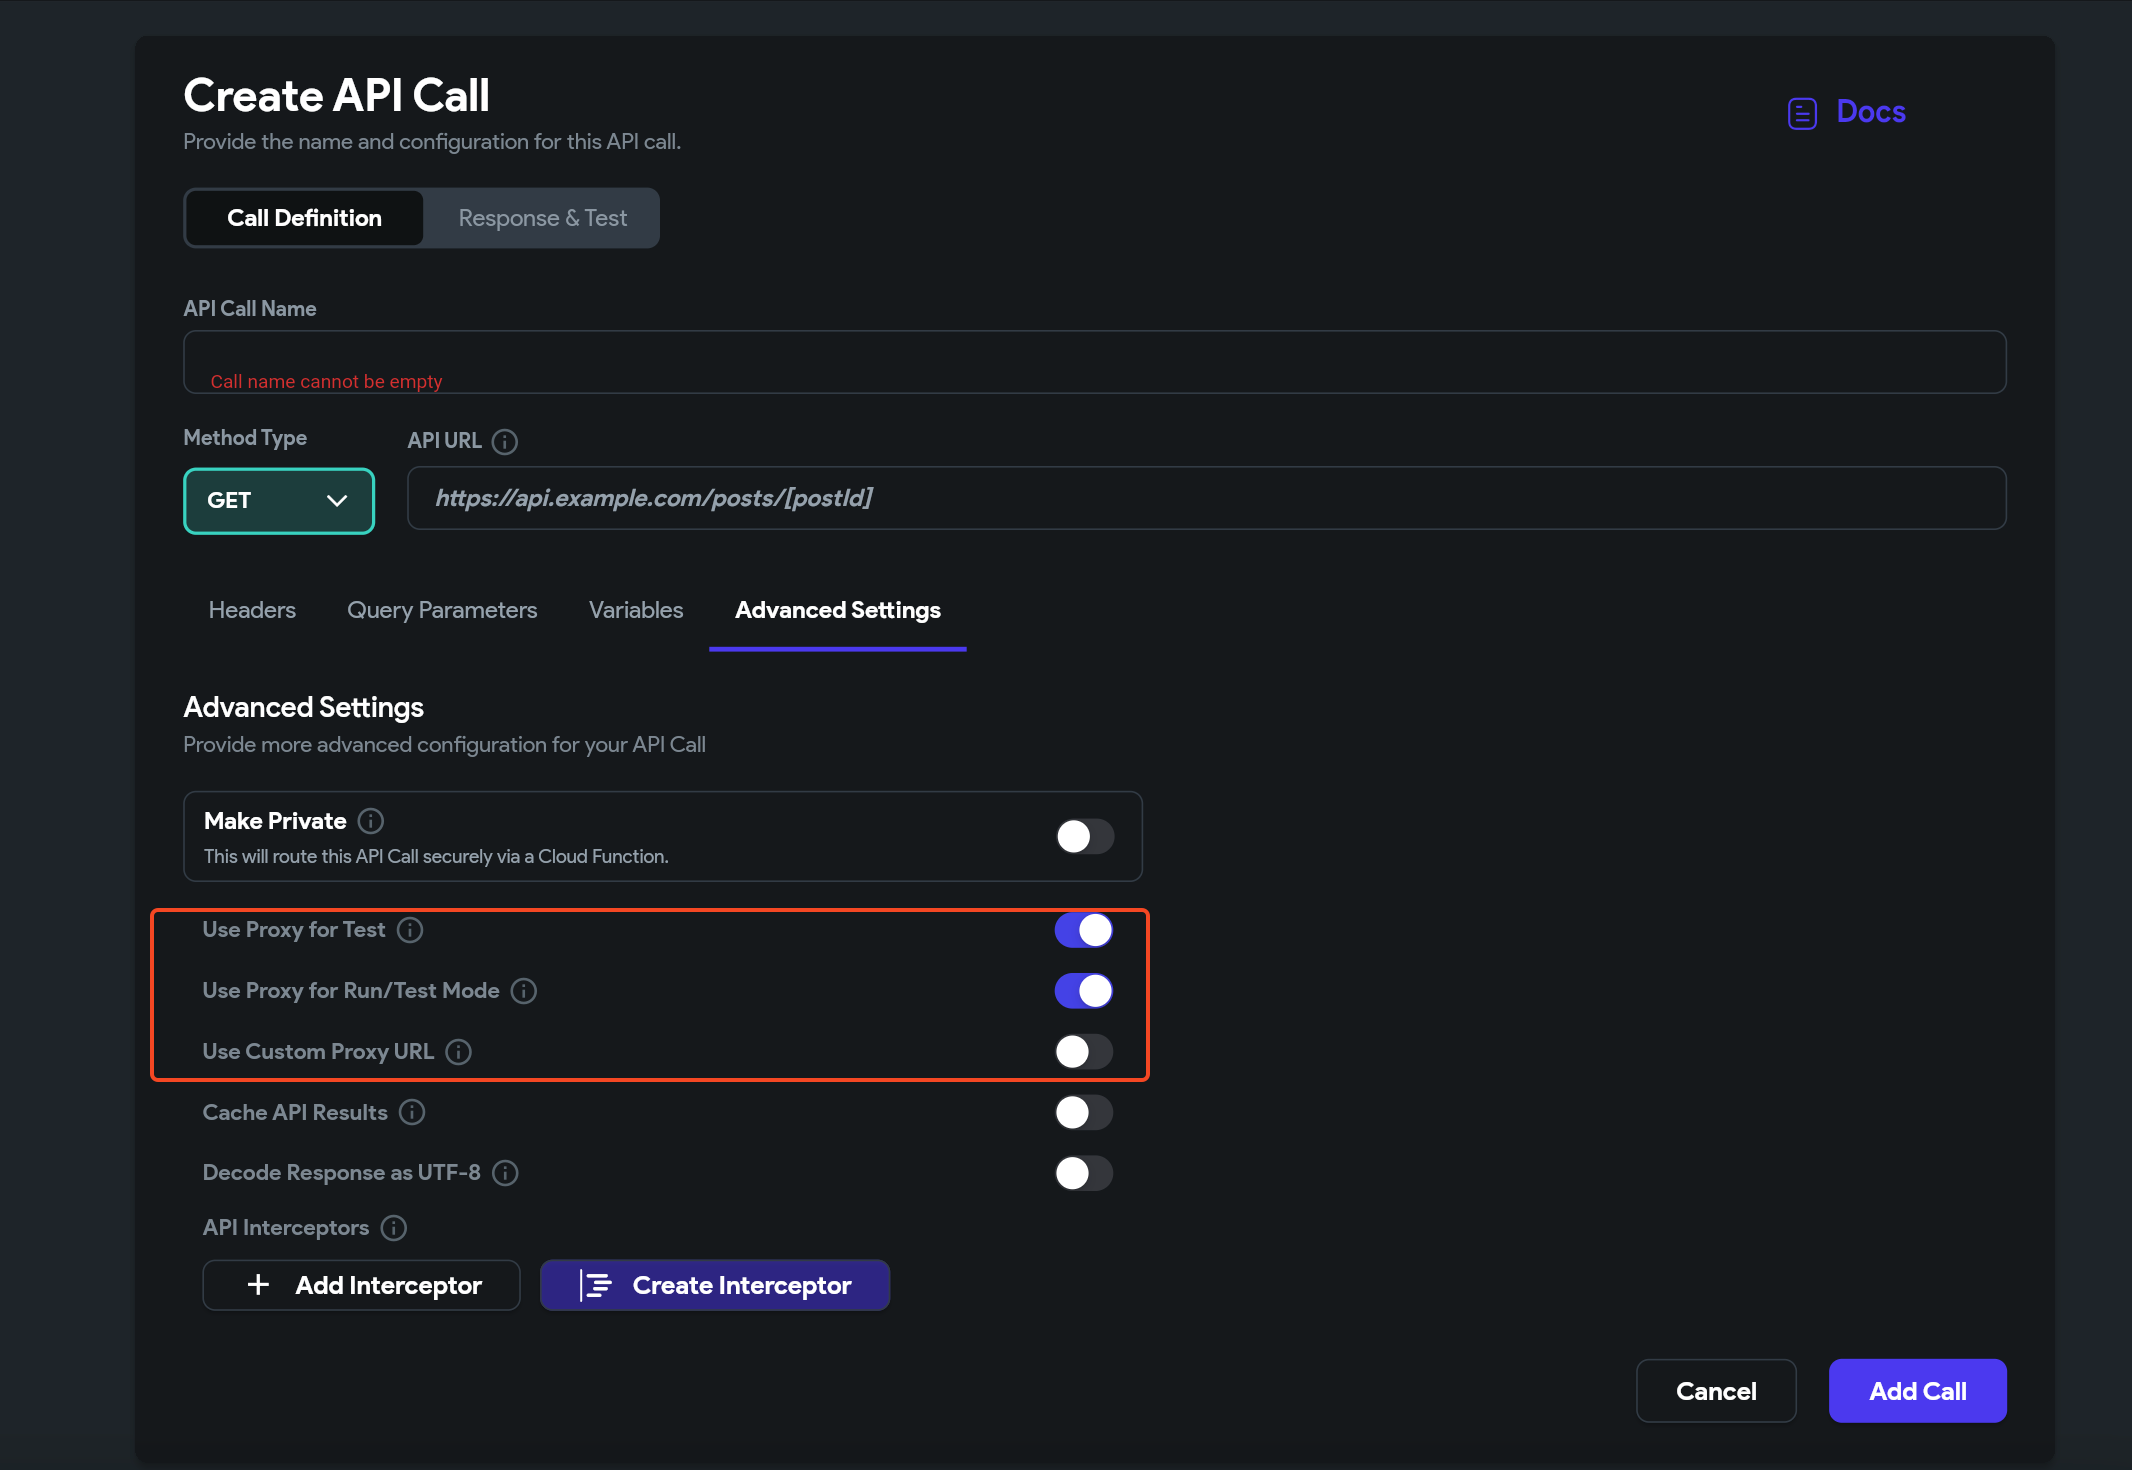 Create API Call
Docs
Provide the name and configuration for this API call.
Call Definition
Response & Test
API Call Name
Call name cannot be empty
Method Type
API URL
GET
https://api.example.com/posts/[postId]
Headers
Query Parameters
Variables
Advanced Settings
Advanced Settings
Provide more advanced configuration for your API Call
Make Private
This will route this API Call securely via a Cloud Function.
Use Proxy for Test
Use Proxy for Run/Test Mode
Use Custom Proxy URL
Cache API Results
Decode Response as UTF-8
API Interceptors
Add Interceptor
Create Interceptor
Cancel
Add Call